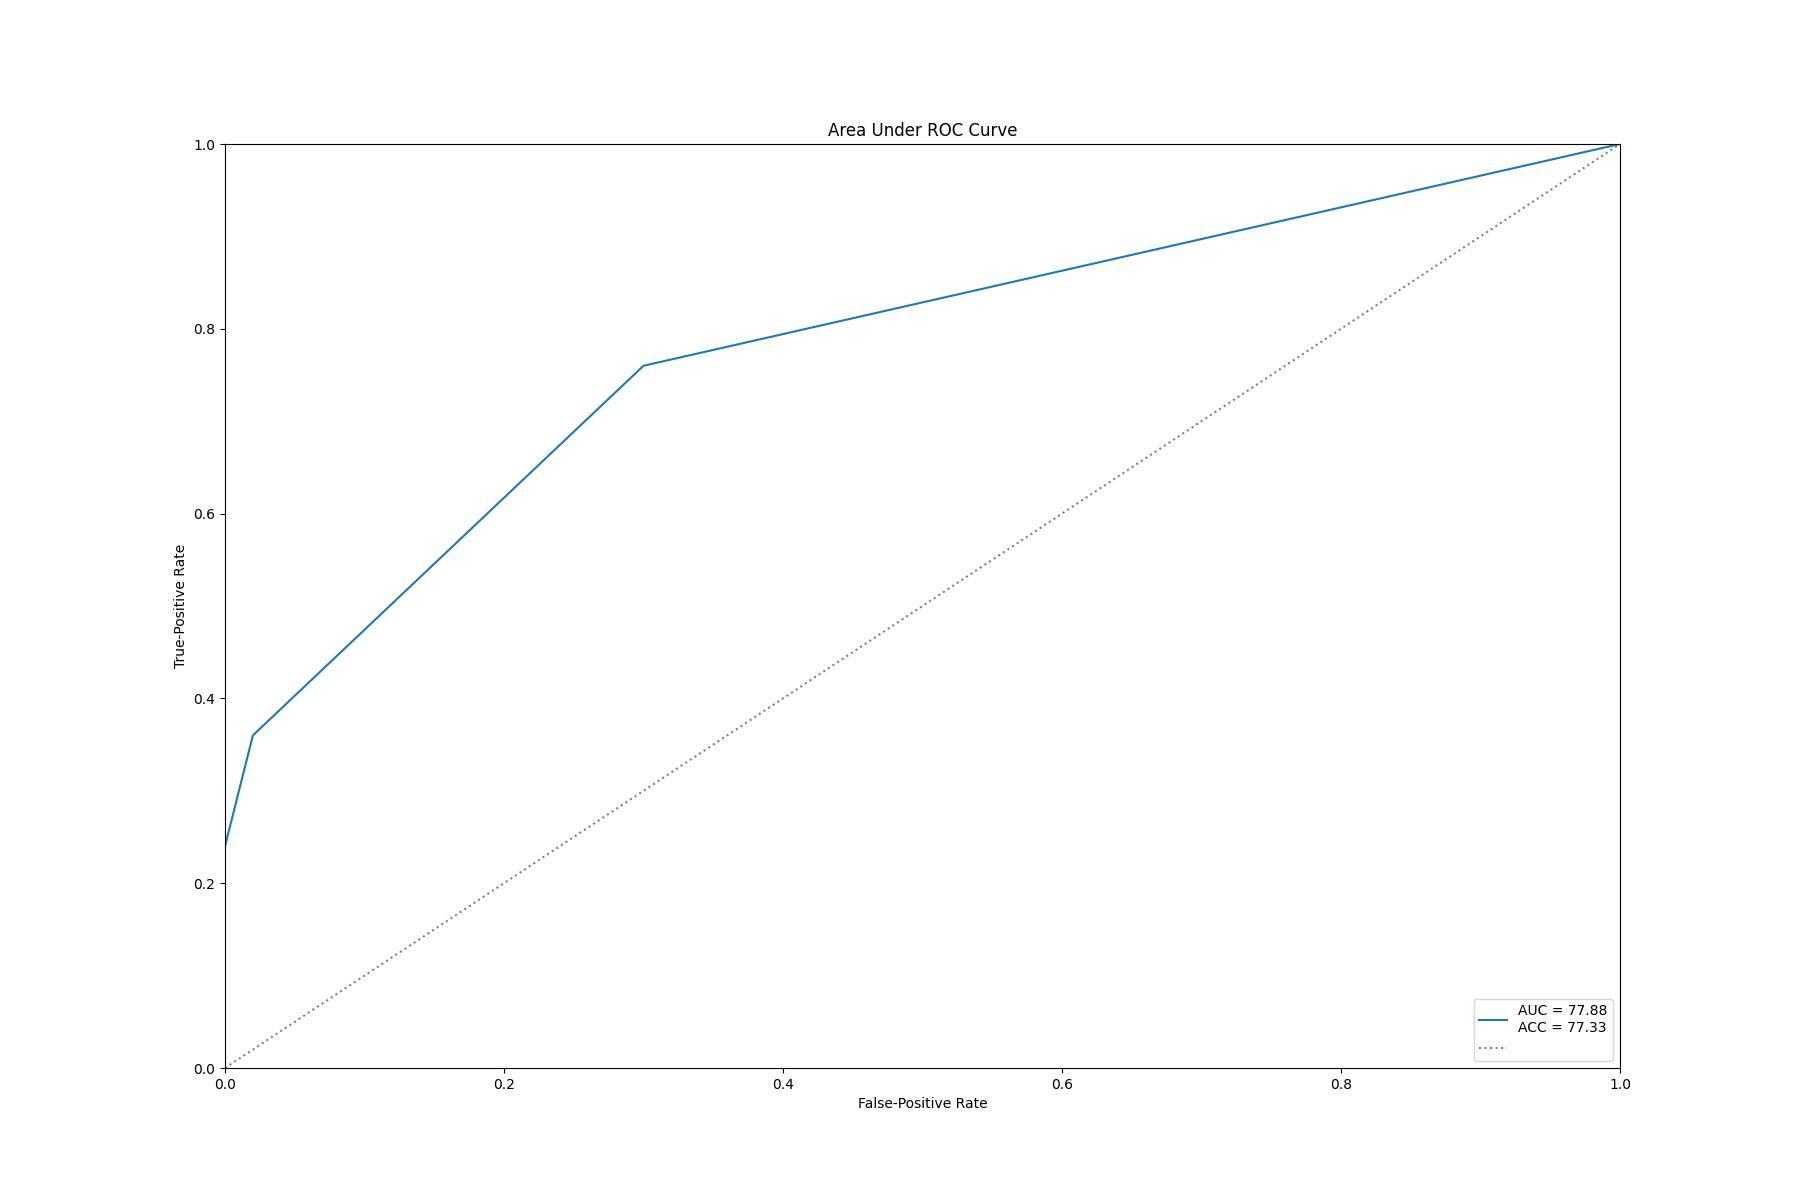 Area Under ROC Curve
1.0
0.8
0.6
0.4
0.2
0.0
True-Positive Rate
0.0 0.2 0.4 0.6 0.8 1.0
False-Positive Rate
AUC = 77.88
ACC = 77.33